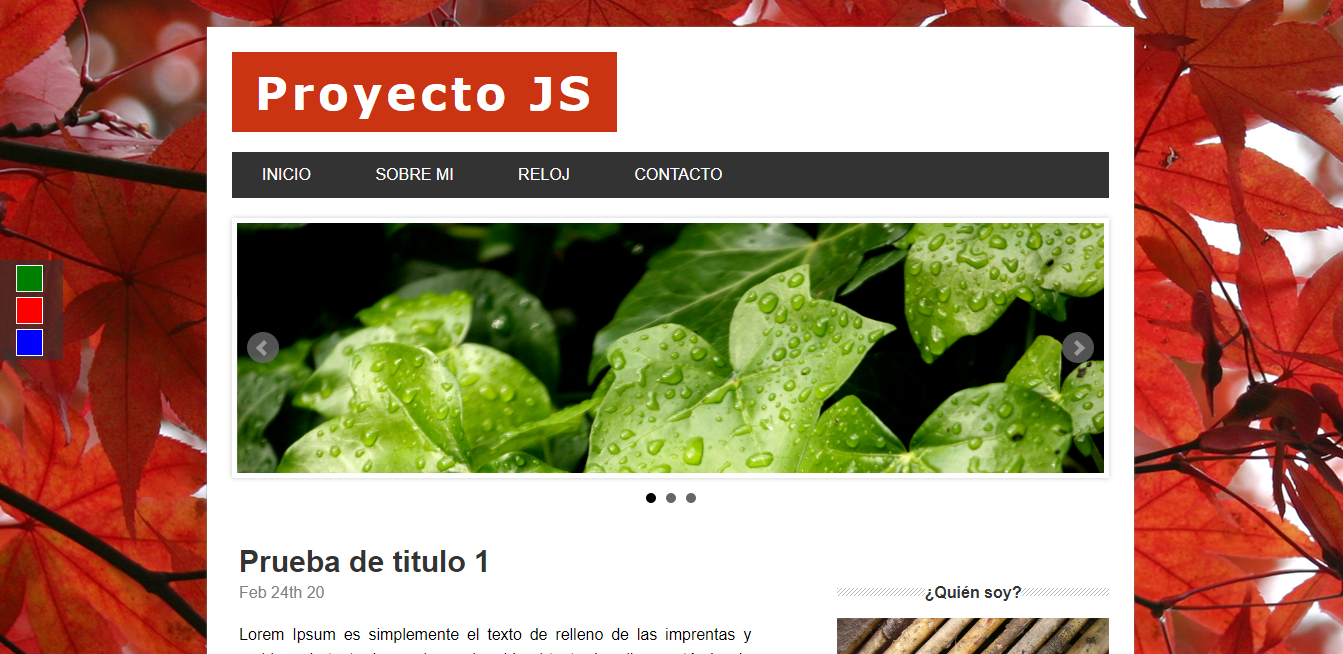 Proyecto JS
INICIO SOBRE MI RELOJ CONTACTO
Prueba de titulo 1
Feb 24th 20
¿Quién soy?
Lorem Ipsum es simplemente el texto de relleno de las imprentas y